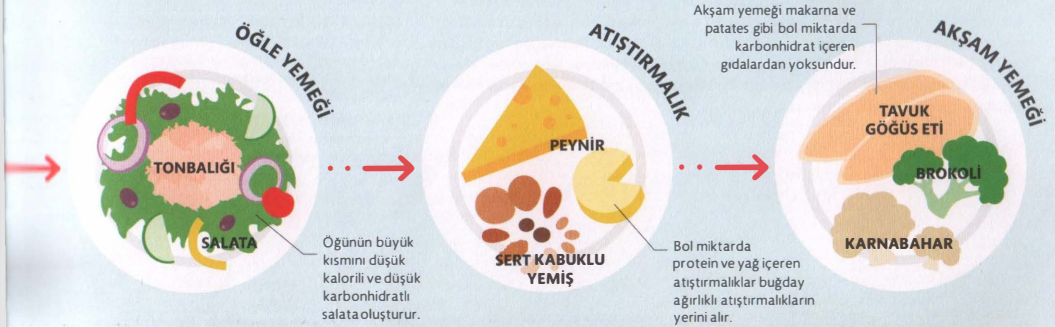 ÖĞLE YEMEĞİ
TONBALIĞI
SALATA
Öğünün büyük
kısmını düşük
kalorili ve düşük
karbonhidratlı
salata oluşturur.
ATIŞTIRMALIK
PEYNİR
SERT KABUKLU
YEMİŞ
Bol miktarda
protein ve yağ içeren
atıştırmalıklar buğday
ağırlıklı atıştırmalıkların
yerini alır.
Akşam yemeği makarna ve
patates gibi bol miktarda
karbonhidrat içeren
gıdalardan yoksundur.
AKŞAM YEMEĞİ
TAVUK
GÖĞÜS ETİ
BROKOLİ
KARNABAHAR